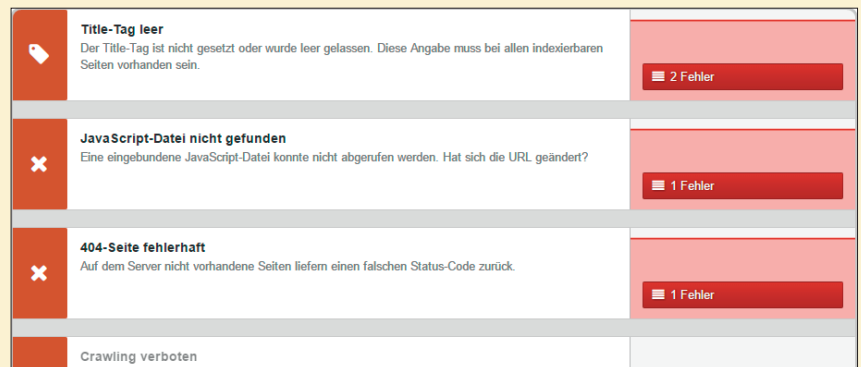 Title-Tag leer
Der Title-Tag ist nicht gesetzt oder wurde leer gelassen. Diese Angabe muss bei allen indexierbaren
Seiten vorhanden sein.
2 Fehler
JavaScript-Datei nicht gefunden
Eine eingebundene JavaScript-Datei konnte nicht abgerufen werden. Hat sich die URL geändert?
1 Fehler
404-Seite fehlerhaft
Auf dem Server nicht vorhandene Seiten liefern einen falschen Status-Code zurück.
1 Fehler
Crawling verboten